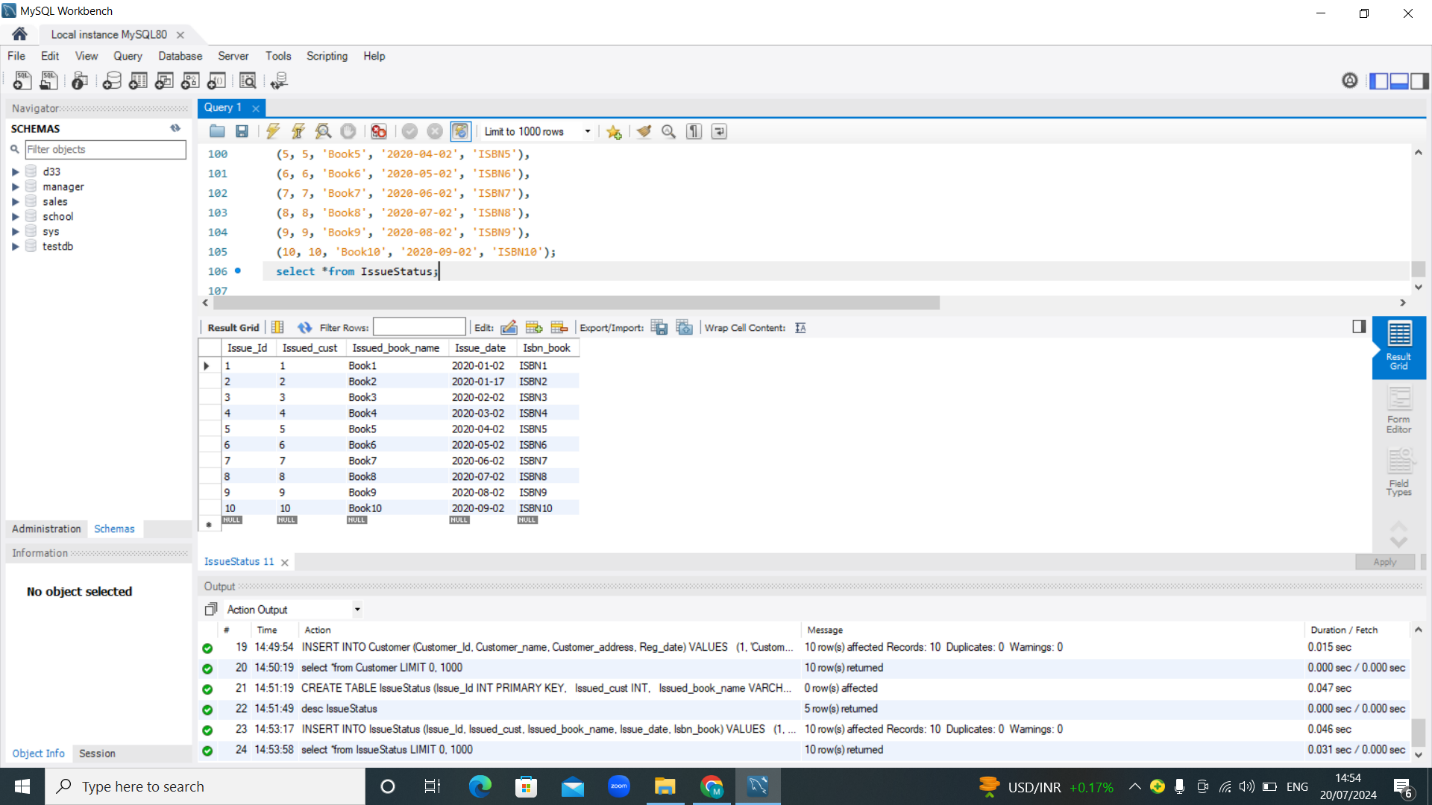 MySQL Workbench
Local instance MySQL80
File Edit View Query Database Server Tools Scripting Help
Navigator
SCHEMAS
Filter objects
d33
manager
sales
school
sys
testdb
Administration Schemas
Information
No object selected
Object Info Session
Query 1
Limit to 1000 rows
100 (5, 5, 'Book5', '2020-04-02', 'ISBN5'),
101 (6, 6, 'Book6', '2020-05-02', 'ISBN6'),
102 (7, 7, 'Book7', '2020-06-02', 'ISBN7'),
103 (8, 8, 'Book8', '2020-07-02', 'ISBN8'),
104 (9, 9, 'Book9', '2020-08-02', 'ISBN9'),
105 (10, 10, 'Book10', '2020-09-02', 'ISBN10');
106 select *from IssueStatus;
107
Result Grid Filter Rows: Edit: Export/Import: Wrap Cell Content:
Issue_Id Issued_cust Issued_book_name Issue_date Isbn_book
1 1 Book1 2020-01-02 ISBN1
2 2 Book2 2020-01-17 ISBN2
3 3 Book3 2020-02-02 ISBN3
4 4 Book4 2020-03-02 ISBN4
5 5 Book5 2020-04-02 ISBN5
6 6 Book6 2020-05-02 ISBN6
7 7 Book7 2020-06-02 ISBN7
8 8 Book8 2020-07-02 ISBN8
9 9 Book9 2020-08-02 ISBN9
10 10 Book10 2020-09-02 ISBN10
NULL NULL NULL NULL NULL
Result
Grid
Form
Editor
Field
Types
IssueStatus 11
Apply
Output
Action Output
# Time Action Message Duration / Fetch
19 14:49:54 INSERT INTO Customer (Customer_Id, Customer_name, Customer_address, Reg_date) VALUES (1, 'Custom... 10 row(s) affected Records: 10 Duplicates: 0 Warnings: 0 0.015 sec
20 14:50:19 select *from Customer LIMIT 0, 1000 10 row(s) returned 0.000 sec / 0.000 sec
21 14:51:19 CREATE TABLE IssueStatus (Issue_Id INT PRIMARY KEY, Issued_cust INT, Issued_book_name VARCH... 0 row(s) affected 0.047 sec
22 14:51:49 desc IssueStatus 5 row(s) returned 0.000 sec / 0.000 sec
23 14:53:17 INSERT INTO IssueStatus (Issue_Id, Issued_cust, Issued_book_name, Issue_date, Isbn_book) VALUES (1, ... 10 row(s) affected Records: 10 Duplicates: 0 Warnings: 0 0.046 sec
24 14:53:58 select *from IssueStatus LIMIT 0, 1000 10 row(s) returned 0.031 sec / 0.000 sec
Type here to search
zoom
M
USD/INR +0.17%
ENG
14:54
20/07/2024
6